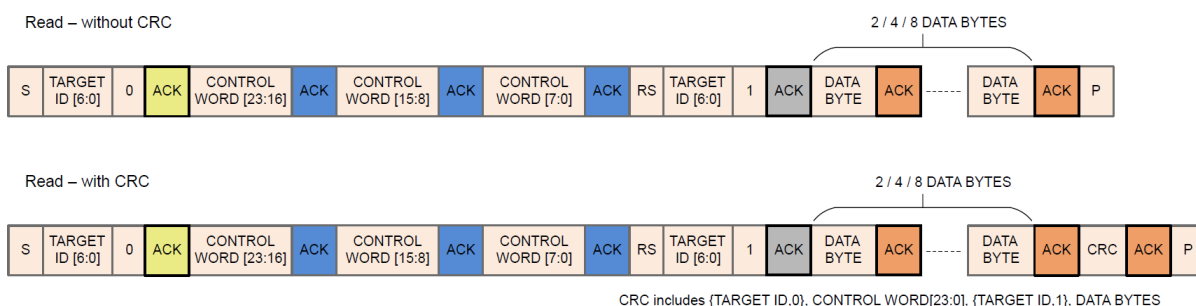 Read – without CRC
2 / 4 / 8 DATA BYTES
S TARGET ID [6:0] 0 ACK CONTROL WORD [23:16] ACK CONTROL WORD [15:8] ACK CONTROL WORD [7:0] ACK RS TARGET ID [6:0] 1 ACK DATA BYTE ACK DATA BYTE ACK P
Read – with CRC
2 / 4 / 8 DATA BYTES
S TARGET ID [6:0] 0 ACK CONTROL WORD [23:16] ACK CONTROL WORD [15:8] ACK CONTROL WORD [7:0] ACK RS TARGET ID [6:0] 1 ACK DATA BYTE ACK DATA BYTE ACK CRC ACK P
CRC includes {TARGET ID,0}, CONTROL WORD[23:0], {TARGET ID,1}, DATA BYTES